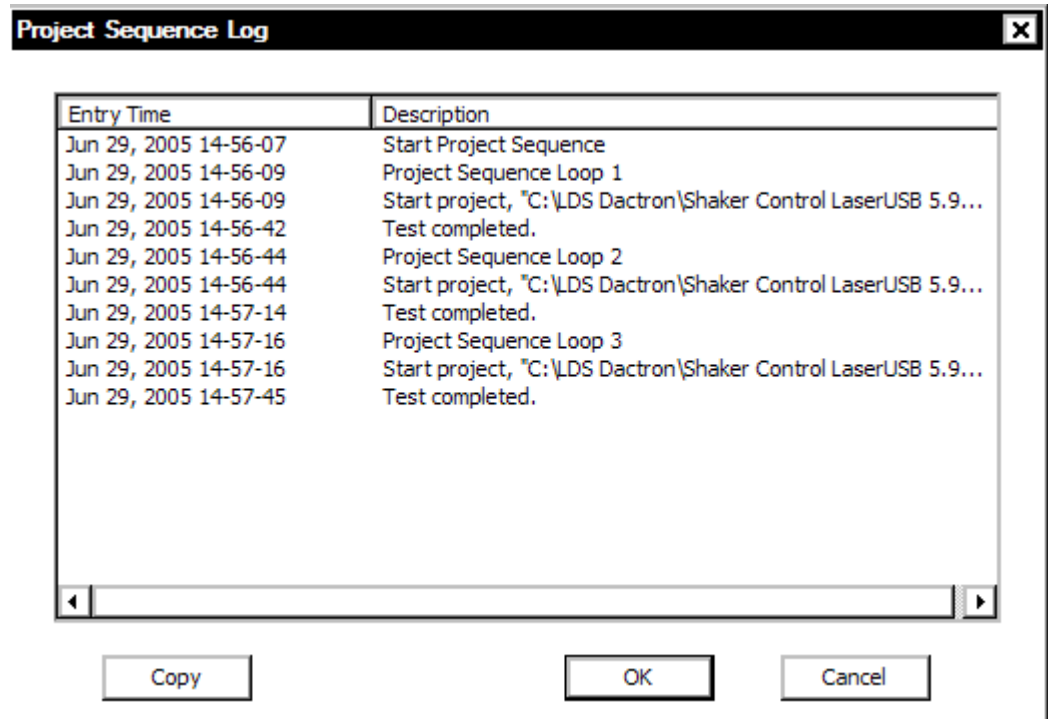 Project Sequence Log
Entry Time Description
Jun 29, 2005 14-56-07 Start Project Sequence
Jun 29, 2005 14-56-09 Project Sequence Loop 1
Jun 29, 2005 14-56-09 Start project, "C:\LDS Dactron\Shaker Control LaserUSB 5.9...
Jun 29, 2005 14-56-42 Test completed.
Jun 29, 2005 14-56-44 Project Sequence Loop 2
Jun 29, 2005 14-56-44 Start project, "C:\LDS Dactron\Shaker Control LaserUSB 5.9...
Jun 29, 2005 14-57-14 Test completed.
Jun 29, 2005 14-57-16 Project Sequence Loop 3
Jun 29, 2005 14-57-16 Start project, "C:\LDS Dactron\Shaker Control LaserUSB 5.9...
Jun 29, 2005 14-57-45 Test completed.
Copy OK Cancel